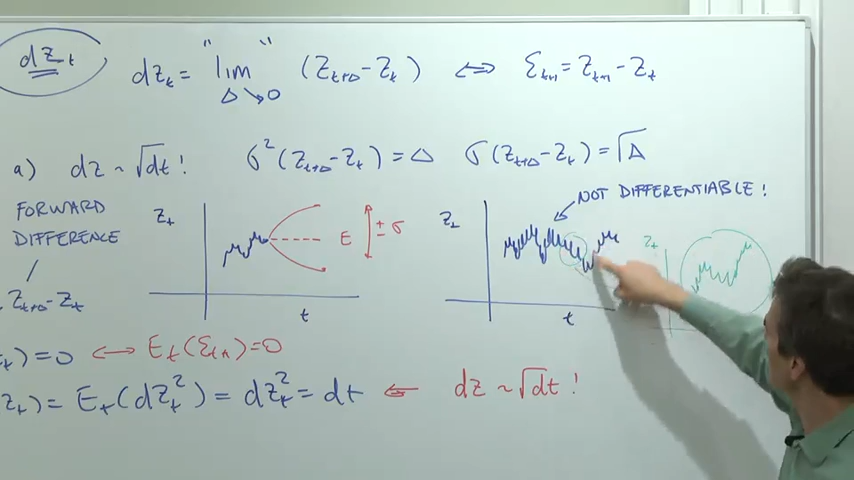 dz_t
dz_t = "lim" (Z_{t+Δ} - Z_t) ⟺ ε_{t+1} = Z_{t+1} - Z_t
Δ↘0
a) dz ~ √dt ! σ²(Z_{t+Δ} - Z_t) = Δ σ(Z_{t+Δ} - Z_t) = √Δ
FORWARD
DIFFERENCE
Z_{t+Δ} - Z_t
Z_t
E ± σ
t
NOT DIFFERENTIABLE !
Z_t
t
Z_t
_t) = 0 ⟷ E_t(ε_{t+1}) = 0
z_t) = E_t(dz_t²) = dz_t² = dt ⇐ dz ~ √dt !